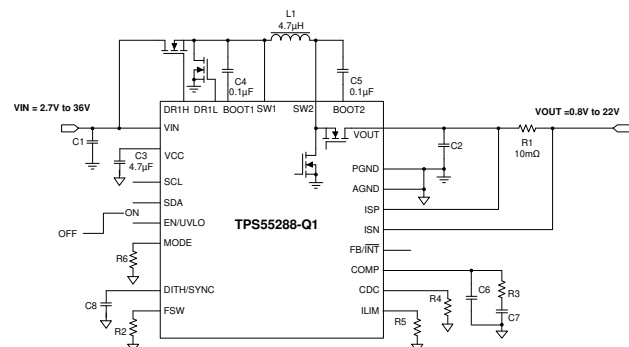 L1
4.7µH
C4
0.1µF
C5
0.1µF
VIN = 2.7V to 36V
VOUT =0.8V to 22V
DR1H
DR1L
BOOT1
SW1
SW2
BOOT2
C1
VIN
VOUT
C2
R1
10mΩ
C3
4.7µF
VCC
PGND
SCL
AGND
SDA
ISP
ON
OFF
EN/UVLO
TPS55288-Q1
ISN
MODE
FB/INT
R6
COMP
DITH/SYNC
CDC
C6
R3
C8
FSW
ILIM
R4
C7
R2
R5